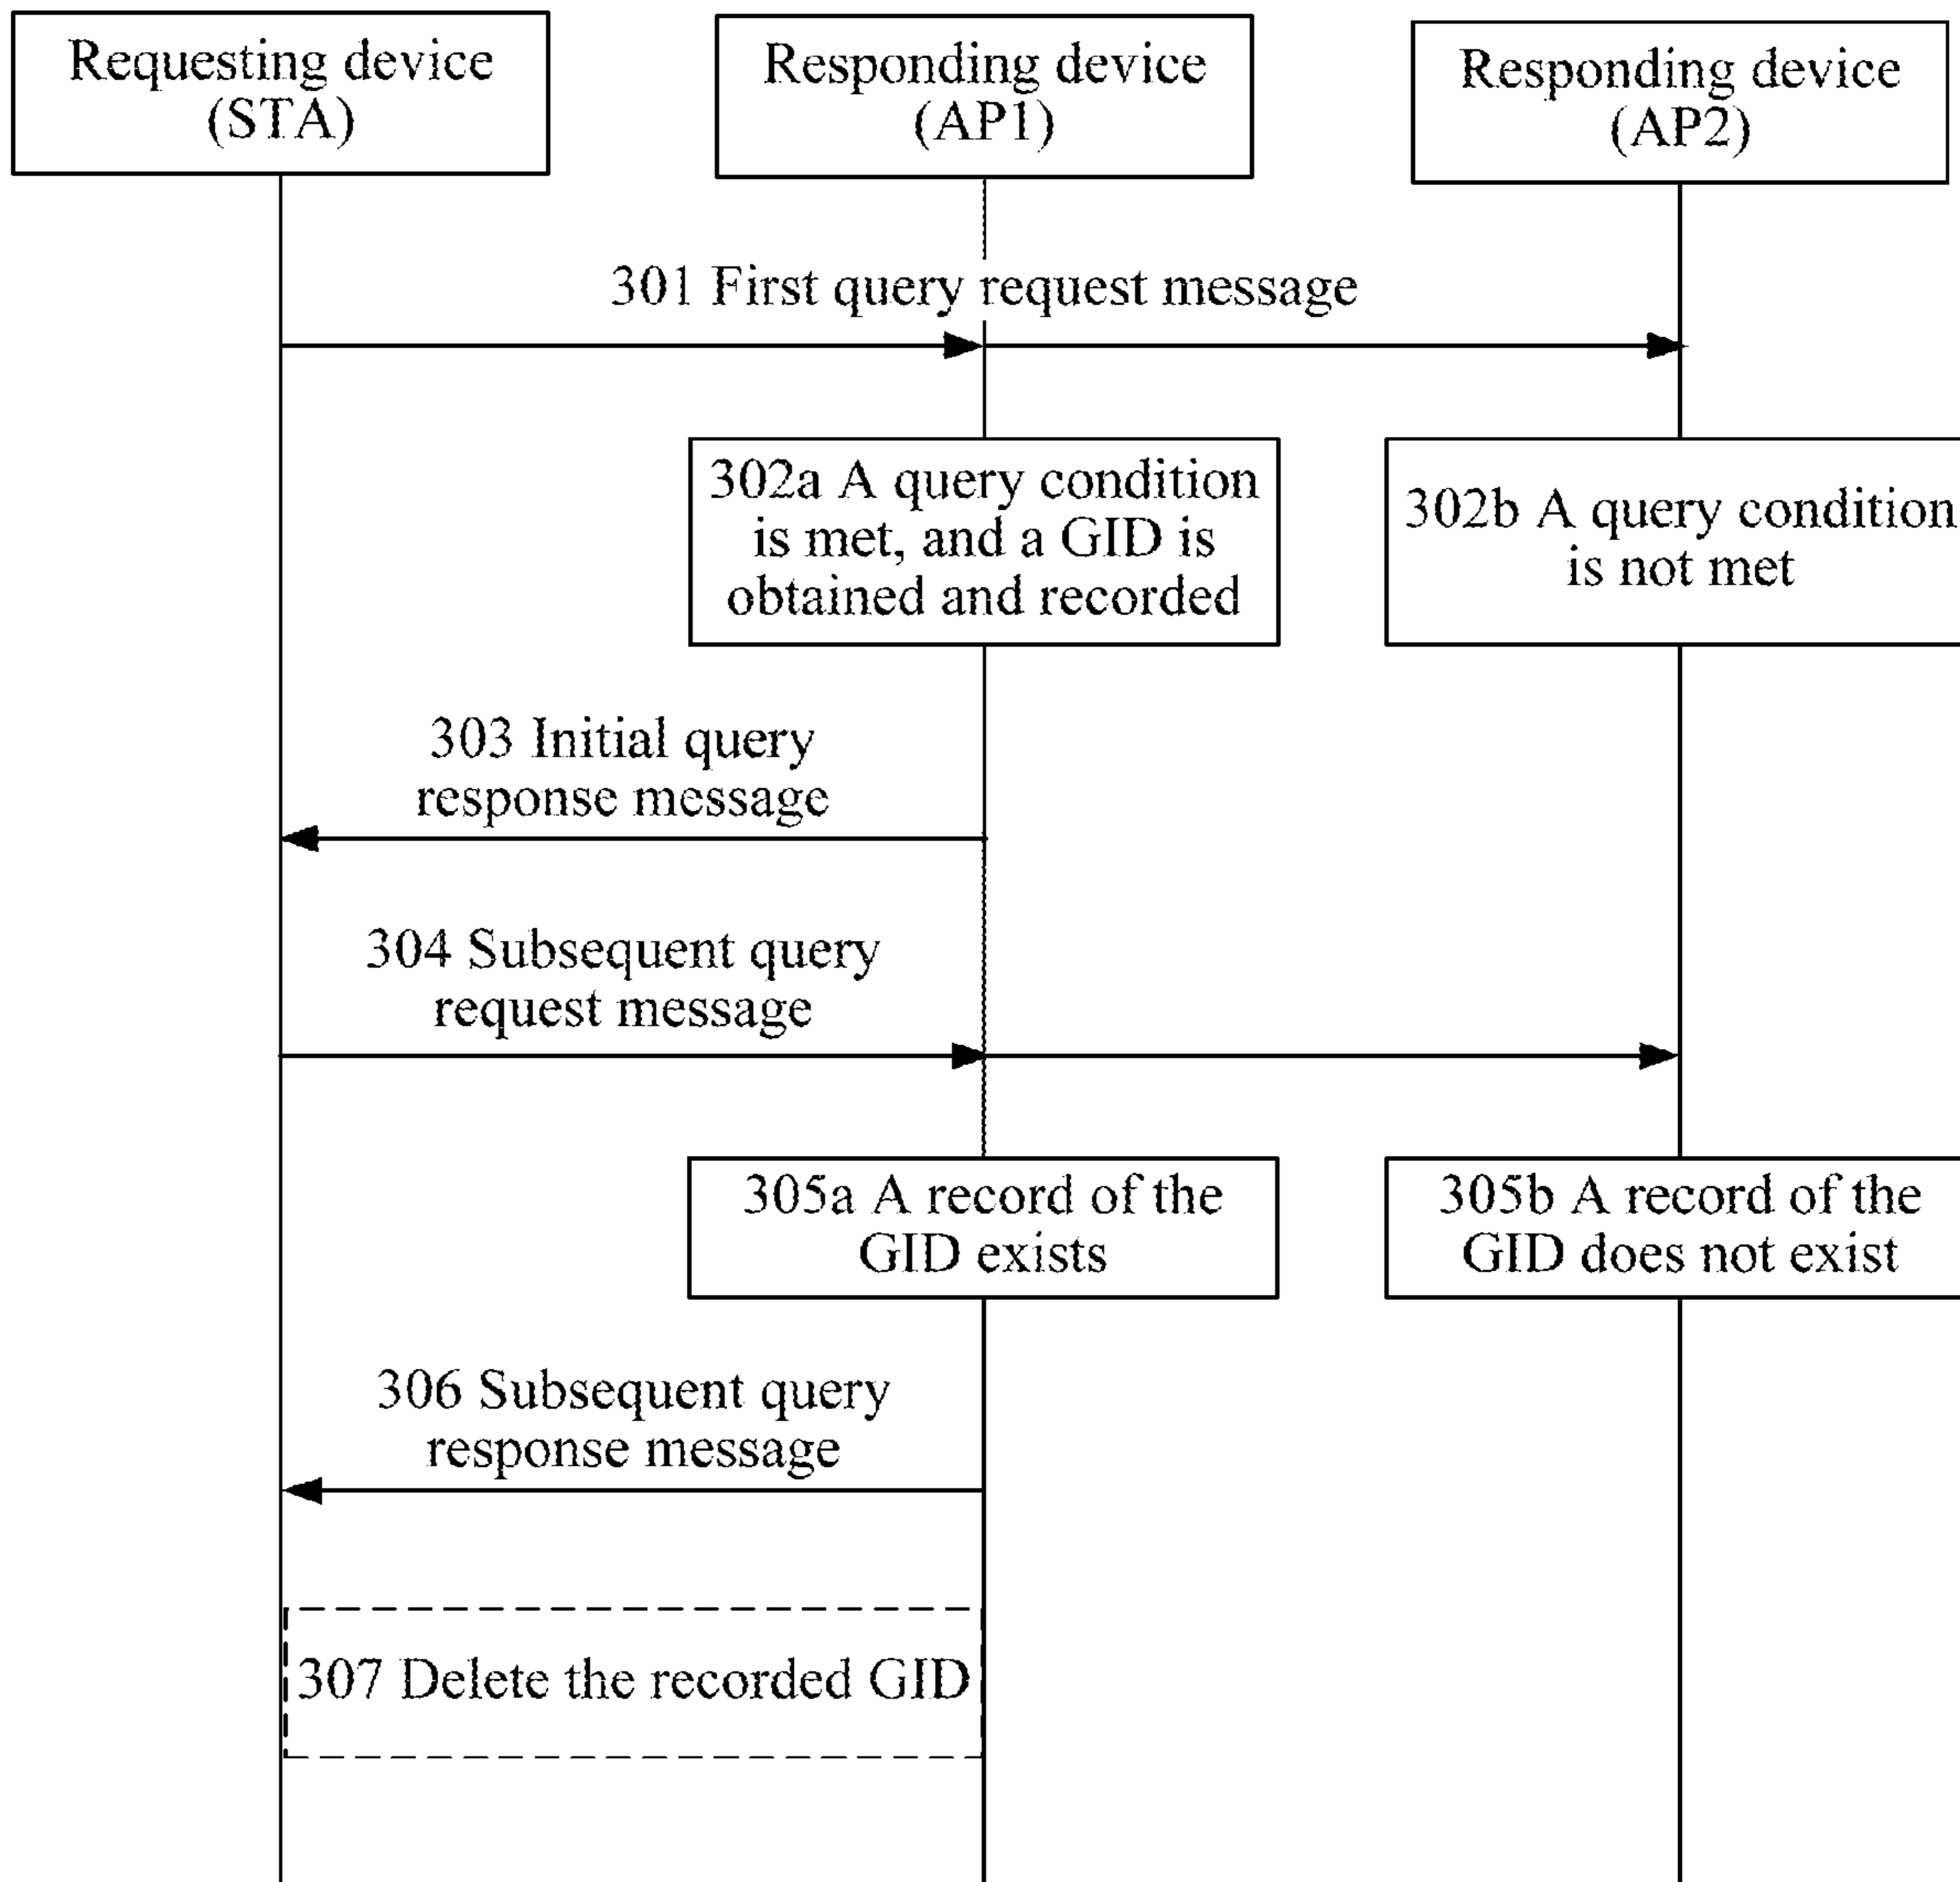 Requesting device
(STA)
Responding device
(AP1)
Responding device
(AP2)
301 First query request message
302a A query condition
is met, and a GID is
obtained and recorded
302b A query condition
is not met
303 Initial query
response message
304 Subsequent query
request message
305a A record of the
GID exists
305b A record of the
GID does not exist
306 Subsequent query
response message
307 Delete the recorded GID